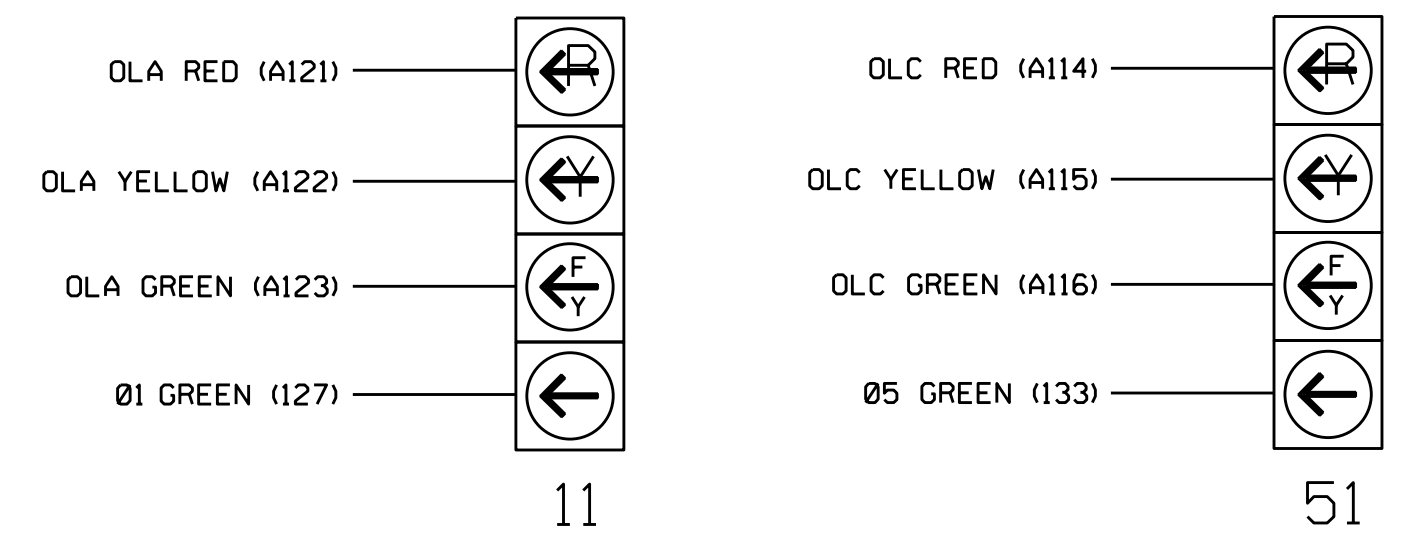 OLA RED (A121)
R
OLA YELLOW (A122)
Y
OLA GREEN (A123)
F
Y
Ø1 GREEN (127)
11
OLC RED (A114)
R
OLC YELLOW (A115)
Y
OLC GREEN (A116)
F
Y
Ø5 GREEN (133)
51